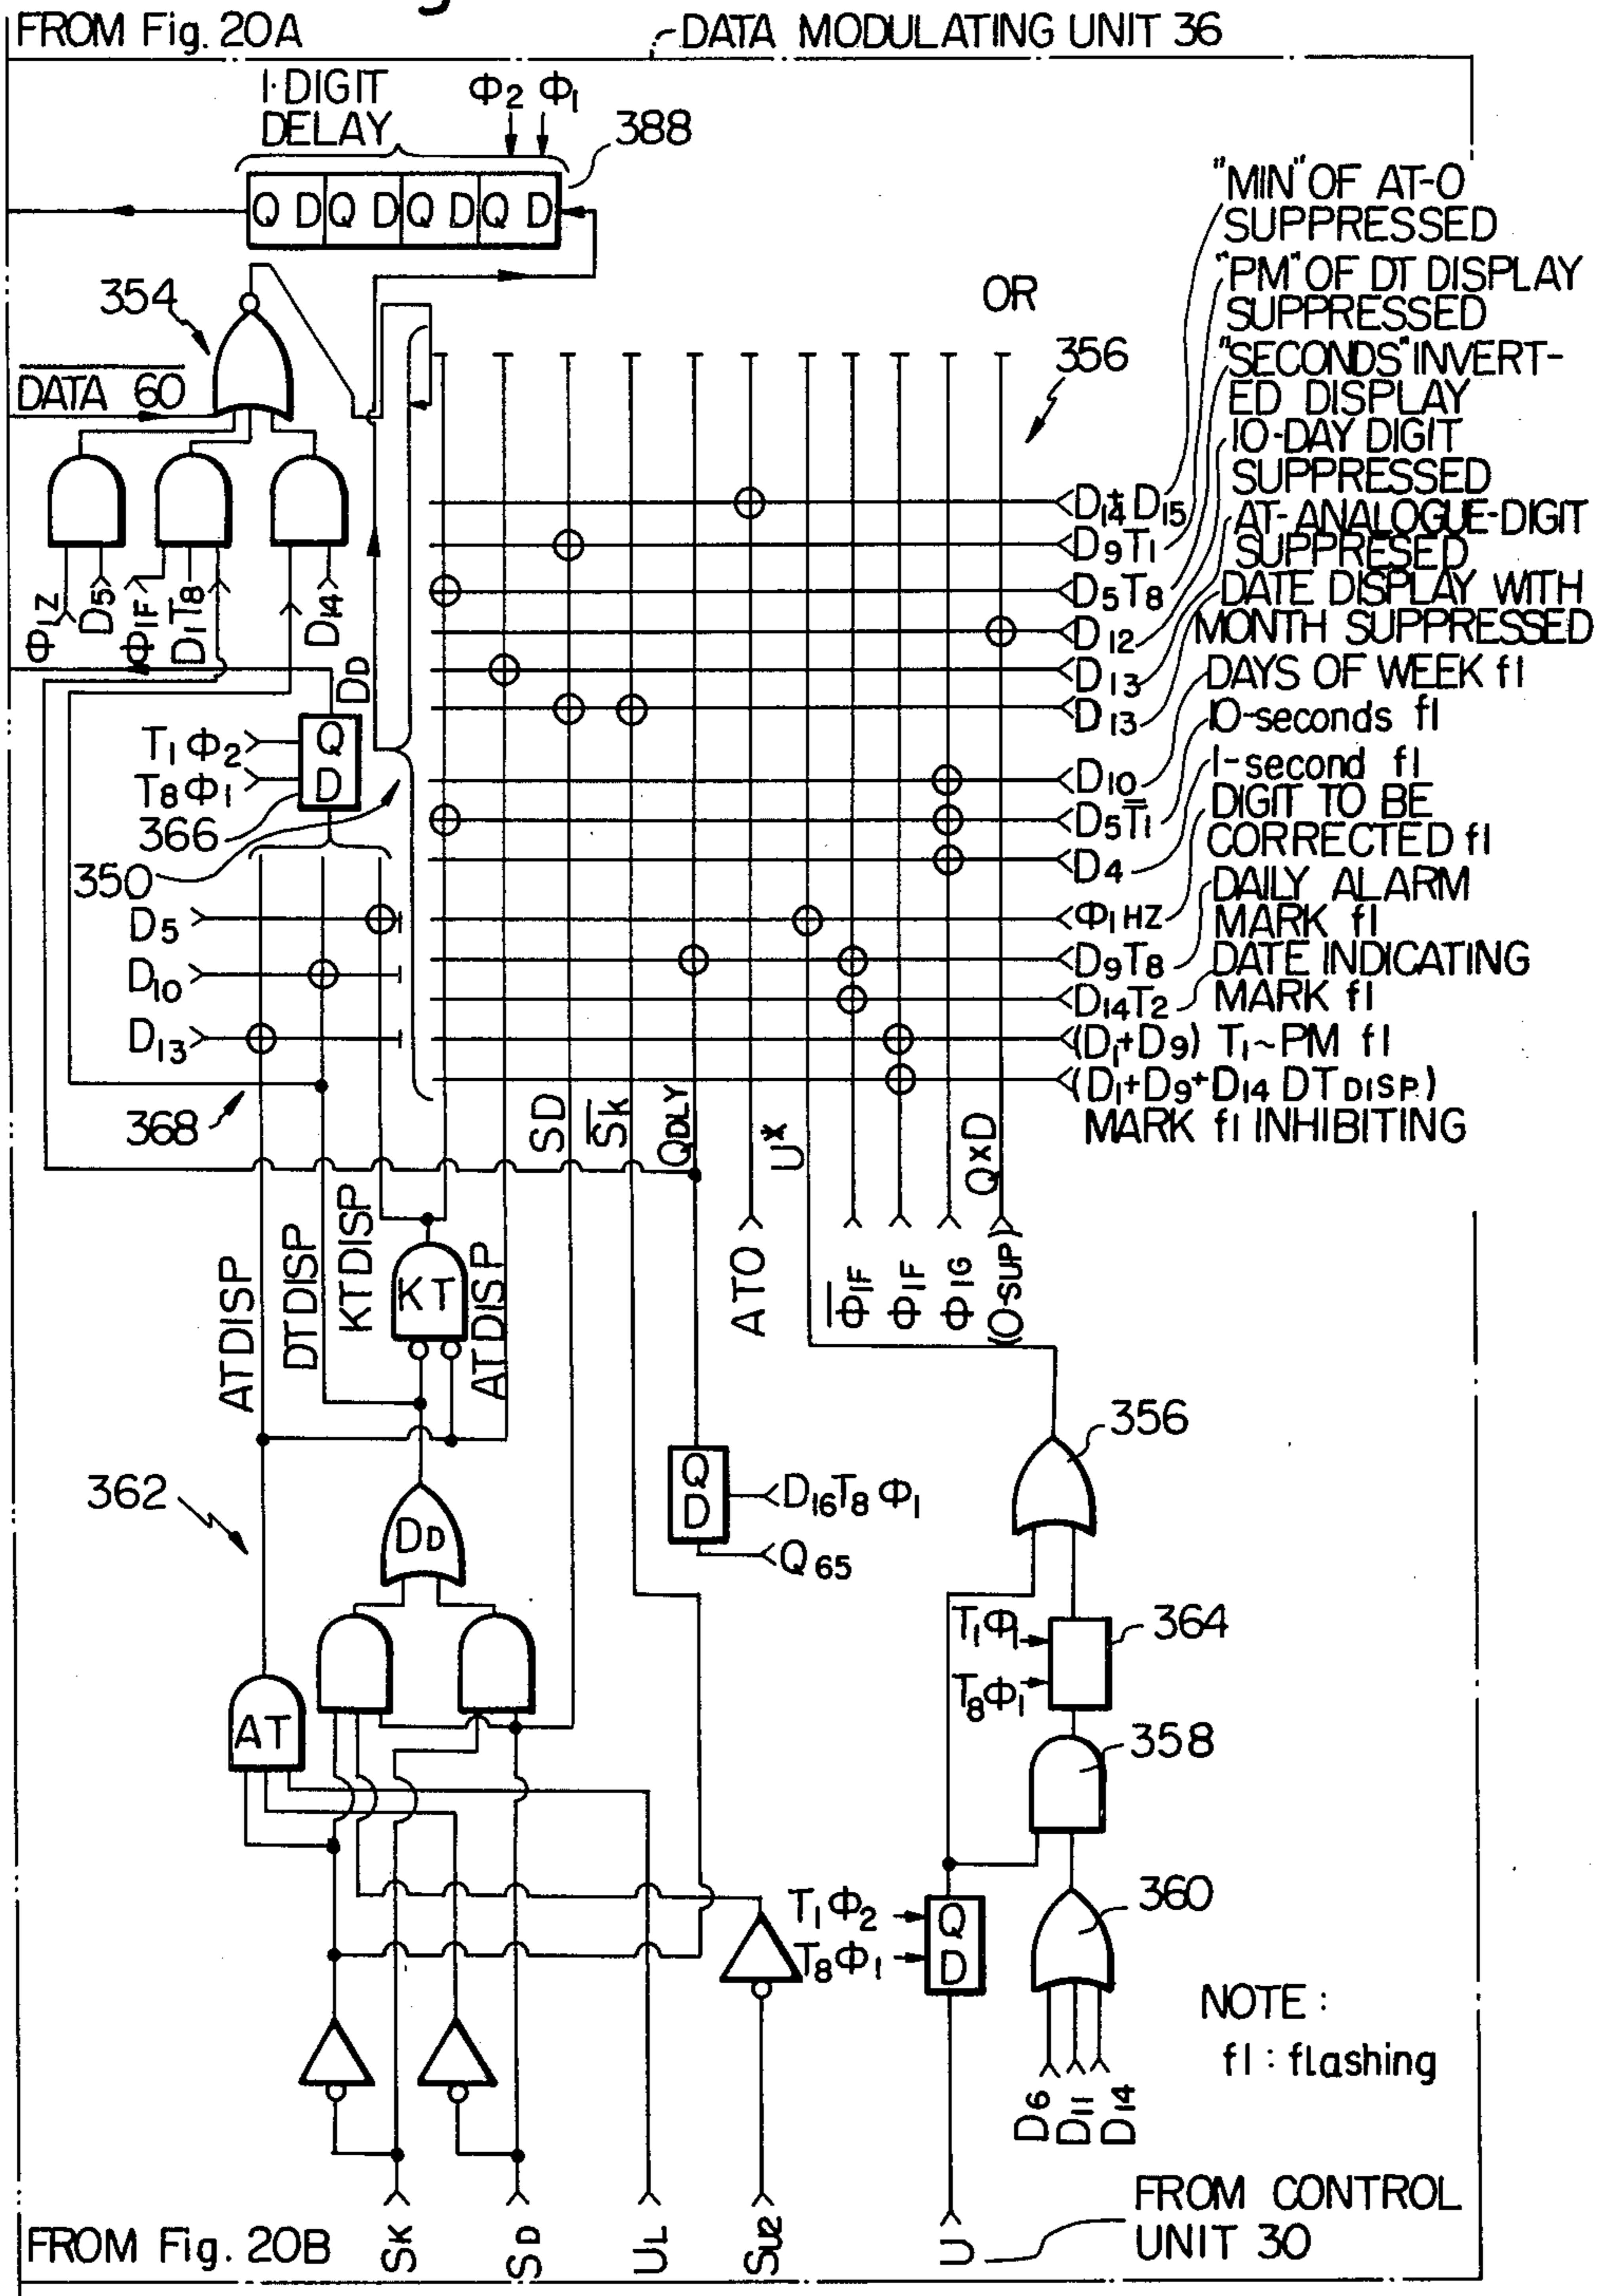 FROM Fig. 20A
DATA MODULATING UNIT 36
1-DIGIT
DELAY
Φ2 Φ1
388
Q D Q D Q D Q D
"MIN" OF AT-0
SUPPRESSED
"PM" OF DT DISPLAY
SUPPRESSED
"SECONDS" INVERT-
ED DISPLAY
10-DAY DIGIT
SUPPRESSED
AT-ANALOGUE-DIGIT
SUPPRESED
DATE DISPLAY WITH
MONTH SUPPRESSED
DAYS OF WEEK fl
10-seconds fl
1-second fl
DIGIT TO BE
CORRECTED fl
DAILY ALARM
MARK fl
DATE INDICATING
MARK fl
354
OR
356
DATA 60
D14+D15
D9T1
D5T8
D12
D13
D13
D10
D5T̅1
D4
Φ1HZ
D9T8
D14T2
(D1+D9) T1~PM fl
(D1+D9+D14 DT DISP.)
MARK fl INHIBITING
Φ1Z
D5
Φ1F
D1T8
D14
DD
T1Φ2
T8Φ1
Q
D
366
350
D5
D10
D13
368
SD
S̅k̅
QDLY
U*
QxD
ATDISP
DTDISP
KTDISP
KT
ATDISP
ATO
Φ̅1̅F̅
Φ1F
Φ1G
(0-SUP)
362
DD
Q
D
D16T8Φ1
Q65
356
T1Φ1
T8Φ1
364
358
AT
360
T1Φ2
T8Φ1
Q
D
NOTE:
fl: flashing
D6
D11
D14
FROM Fig. 20B
SK
SD
UL
SU2
U
FROM CONTROL
UNIT 30